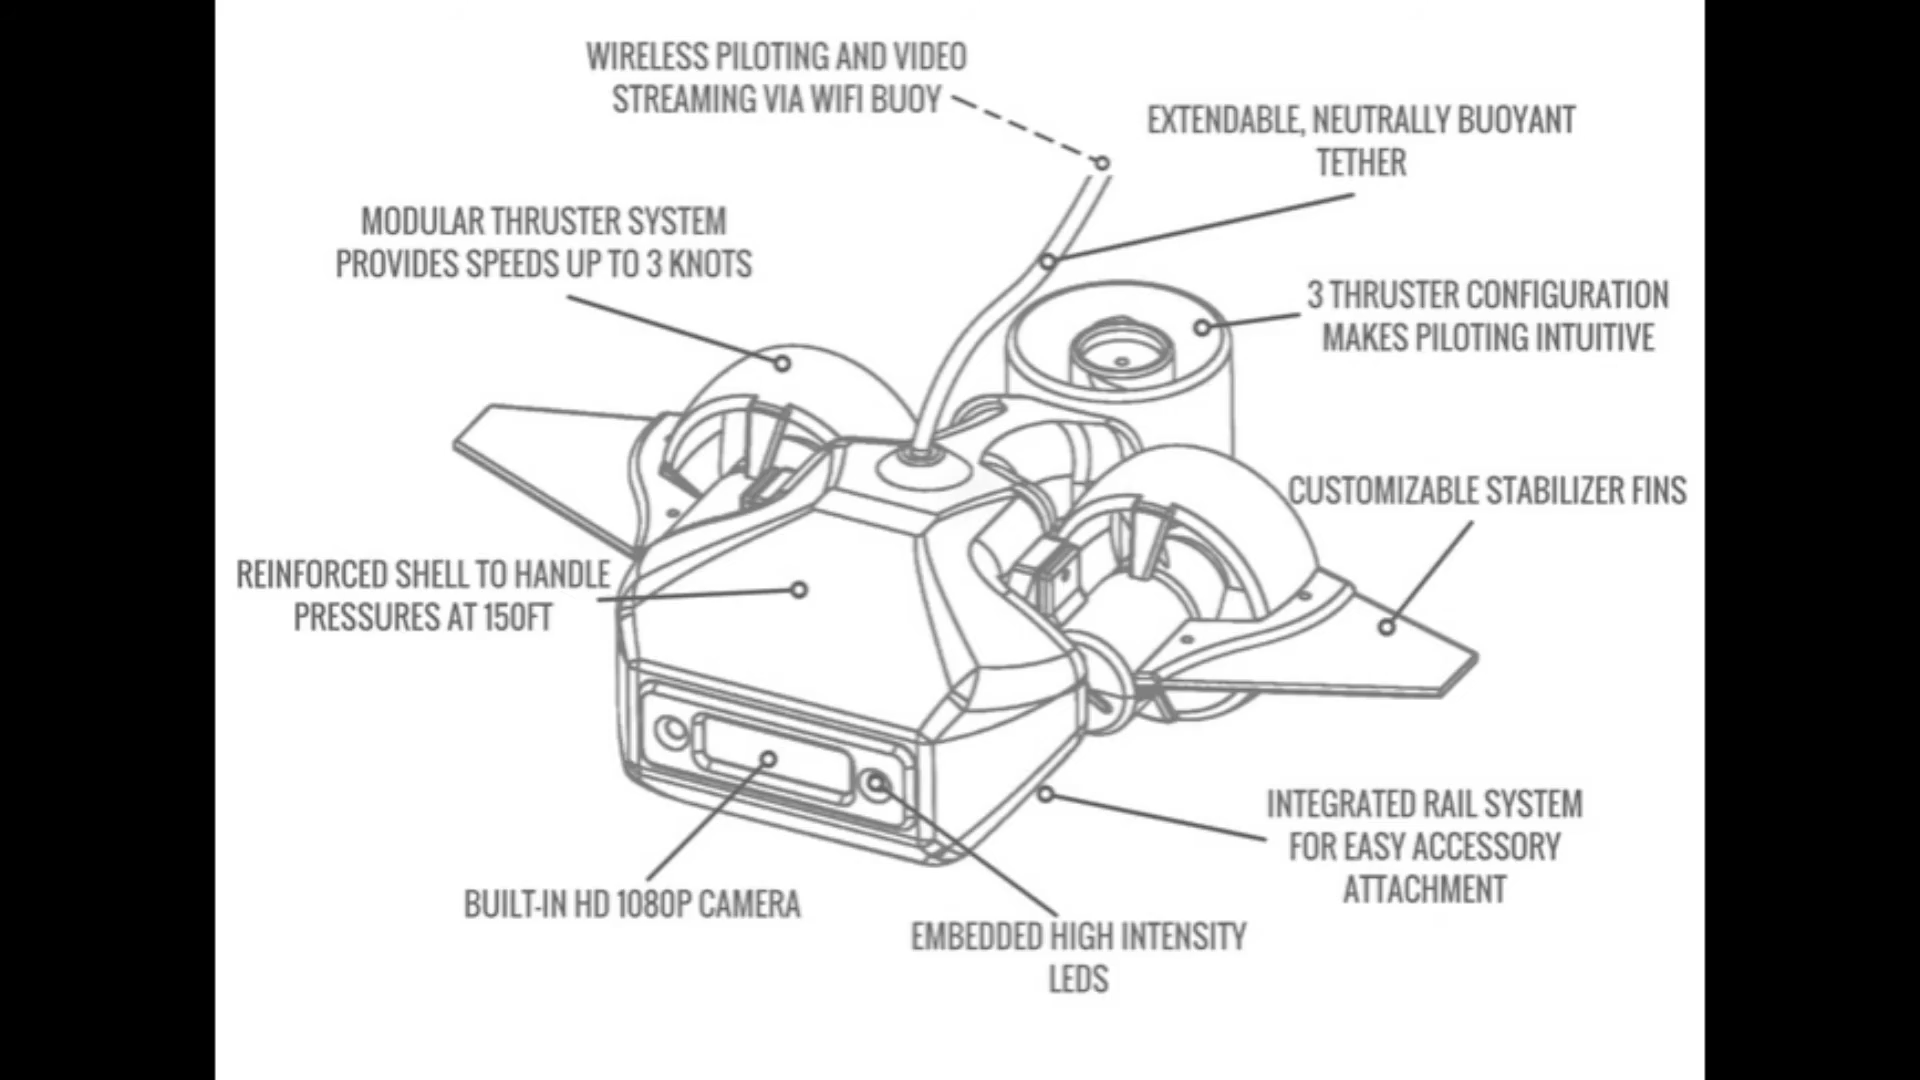 WIRELESS PILOTING AND VIDEO
STREAMING VIA WIFI BUOY
EXTENDABLE, NEUTRALLY BUOYANT
TETHER
MODULAR THRUSTER SYSTEM
PROVIDES SPEEDS UP TO 3 KNOTS
3 THRUSTER CONFIGURATION
MAKES PILOTING INTUITIVE
CUSTOMIZABLE STABILIZER FINS
REINFORCED SHELL TO HANDLE
PRESSURES AT 150FT
INTEGRATED RAIL SYSTEM
FOR EASY ACCESSORY
ATTACHMENT
BUILT-IN HD 1080P CAMERA
EMBEDDED HIGH INTENSITY
LEDS